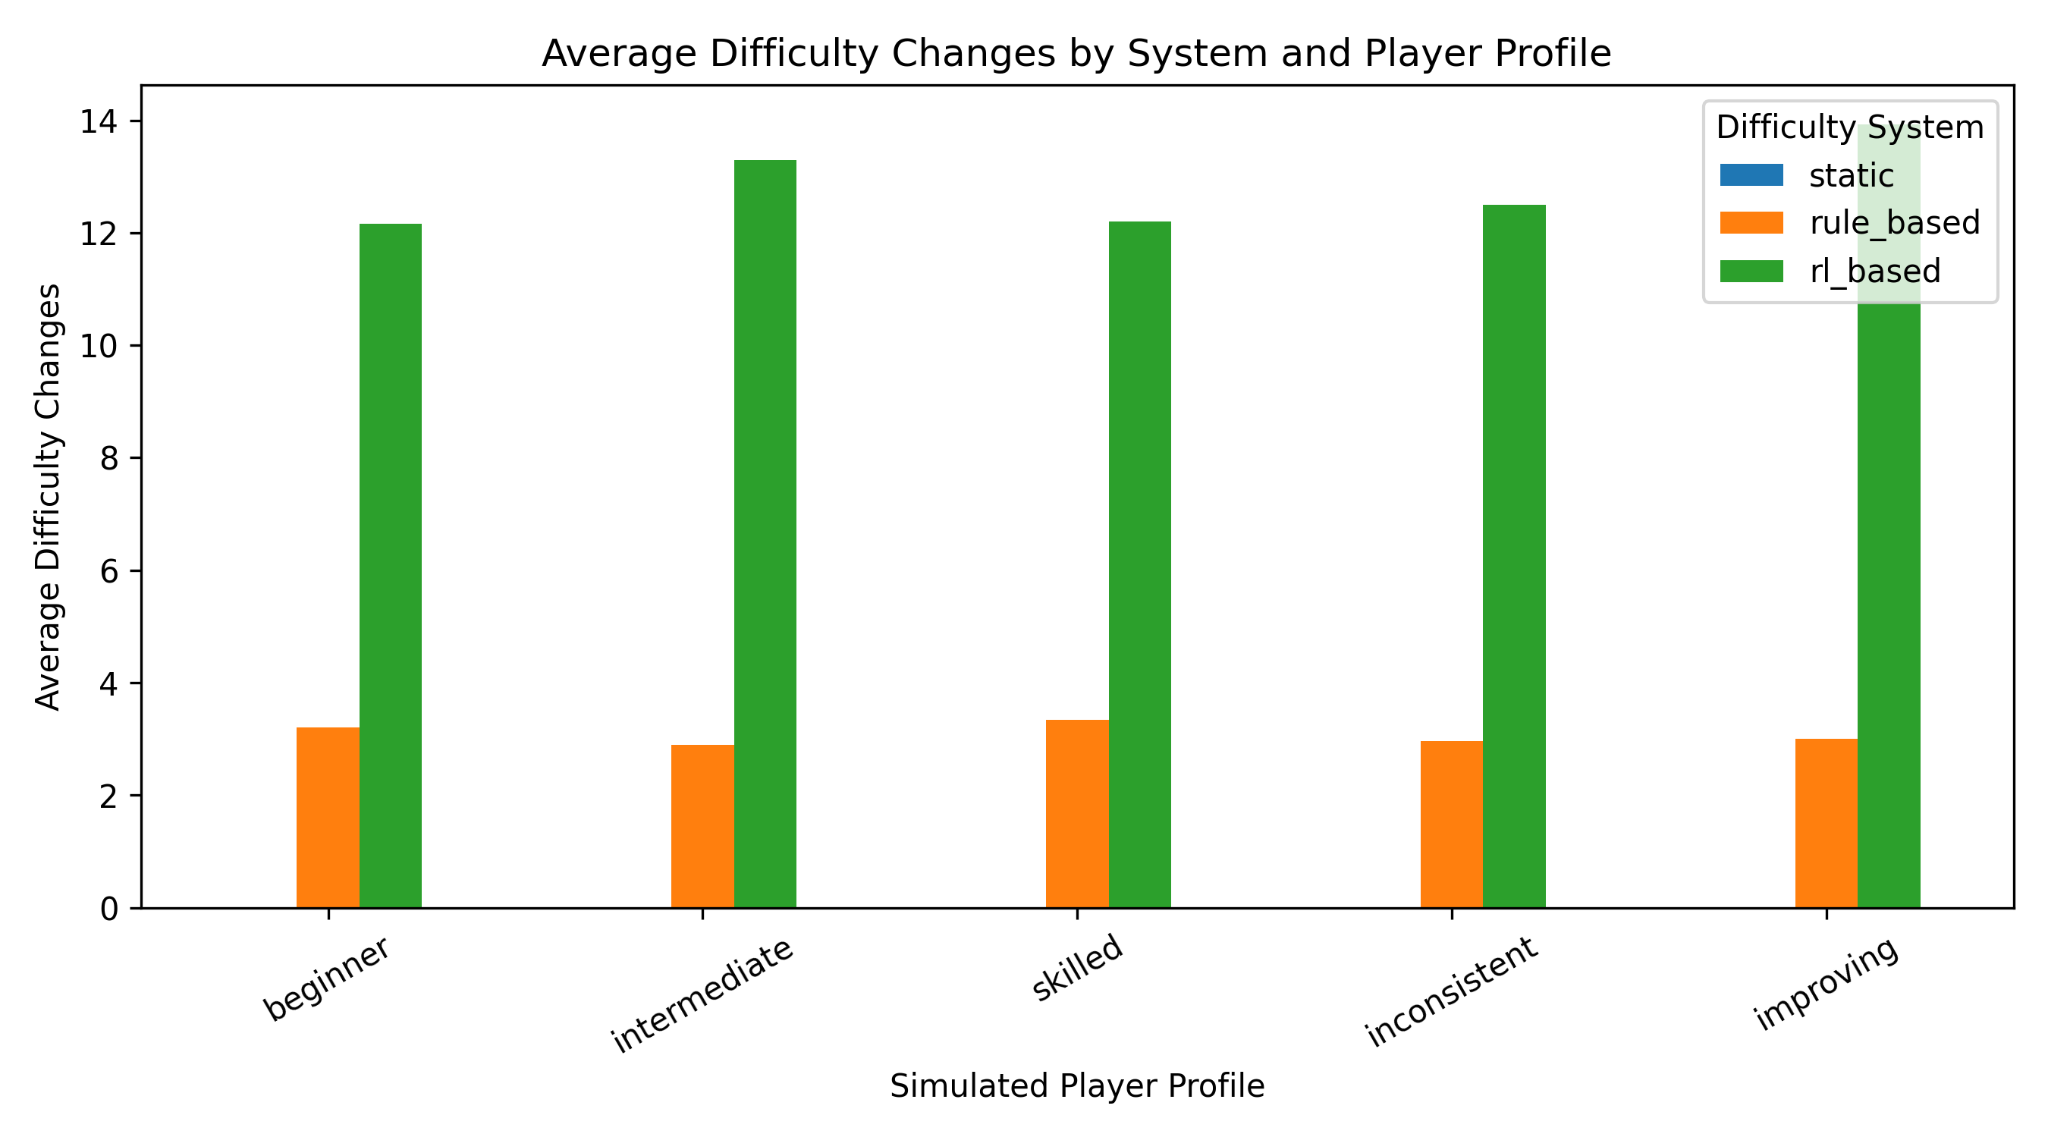 Average Difficulty Changes by System and Player Profile
Difficulty System
static
rule_based
rl_based
Average Difficulty Changes
14
12
10
8
6
4
2
0
beginner
intermediate
skilled
inconsistent
improving
Simulated Player Profile